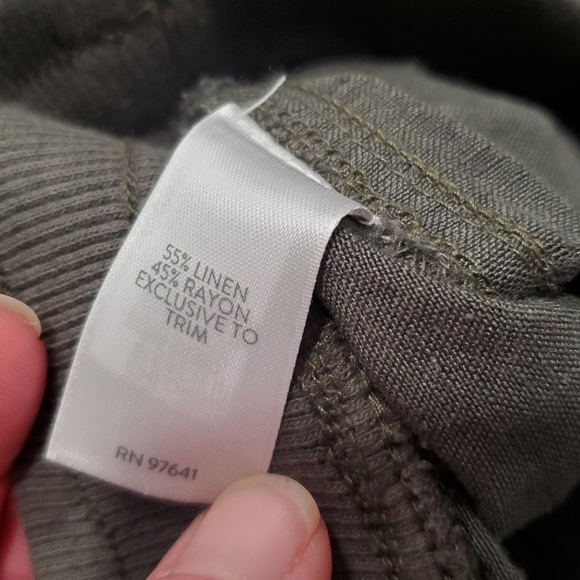 55% LINEN
45% RAYON
EXCLUSIVE TO
TRIM
RN 97641